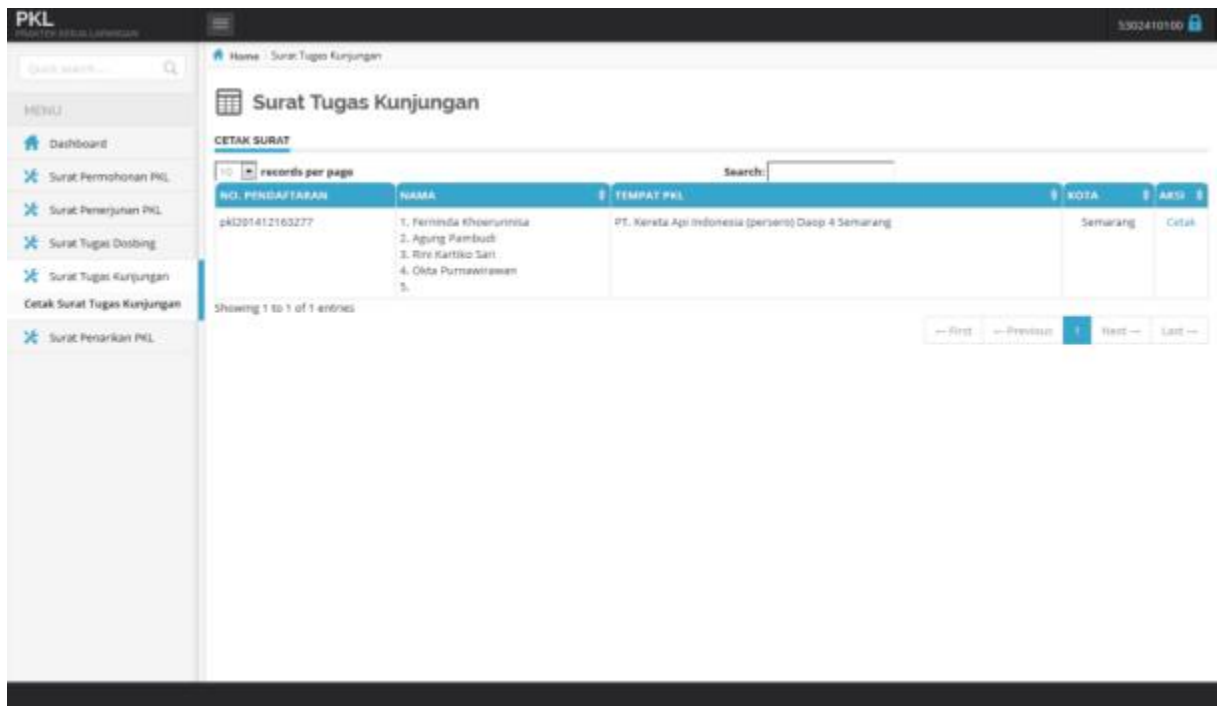 PKL
PRAKTEK KERJA LAPANGAN
5302410100
Quick search...
Home Surat Tugas Kunjungan
MENU
Surat Tugas Kunjungan
Dashboard
CETAK SURAT
Surat Permohonan PKL
10 records per page Search:
Surat Penerjunan PKL
NO. PENDAFTARAN NAMA TEMPAT PKL KOTA AKSI
pkl201412163277 1. Ferninda Khoerunnisa PT. Kereta Api Indonesia (persero) Daop 4 Semarang Semarang Cetak
2. Agung Pambudi
3. Rini Kartiko Sari
4. Okta Purnawirawan
5.
Surat Tugas Dosbing
Surat Tugas Kunjungan
Cetak Surat Tugas Kunjungan
Showing 1 to 1 of 1 entries
Surat Penarikan PKL
← First ← Previous 1 Next → Last →